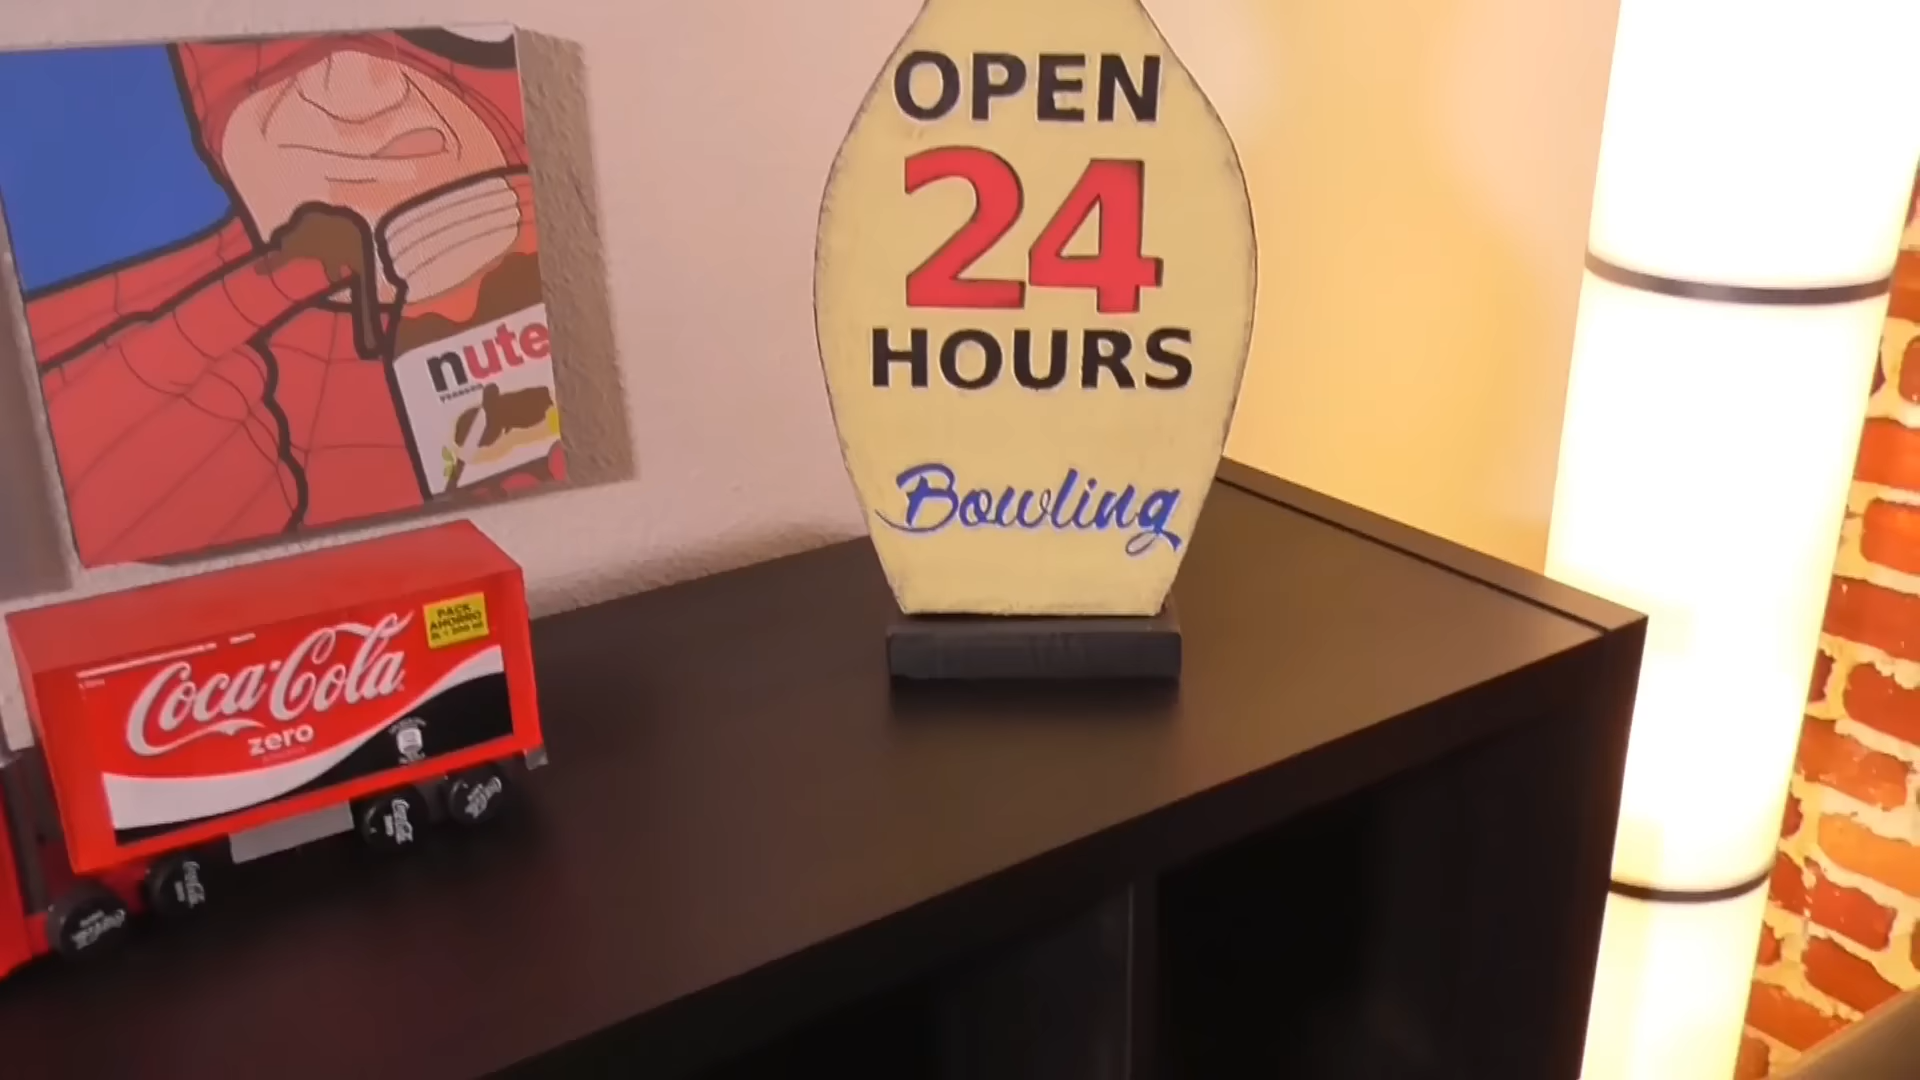 OPEN
24
HOURS
Bowling
nute
Coca-Cola
zero
PACK
AHORRO